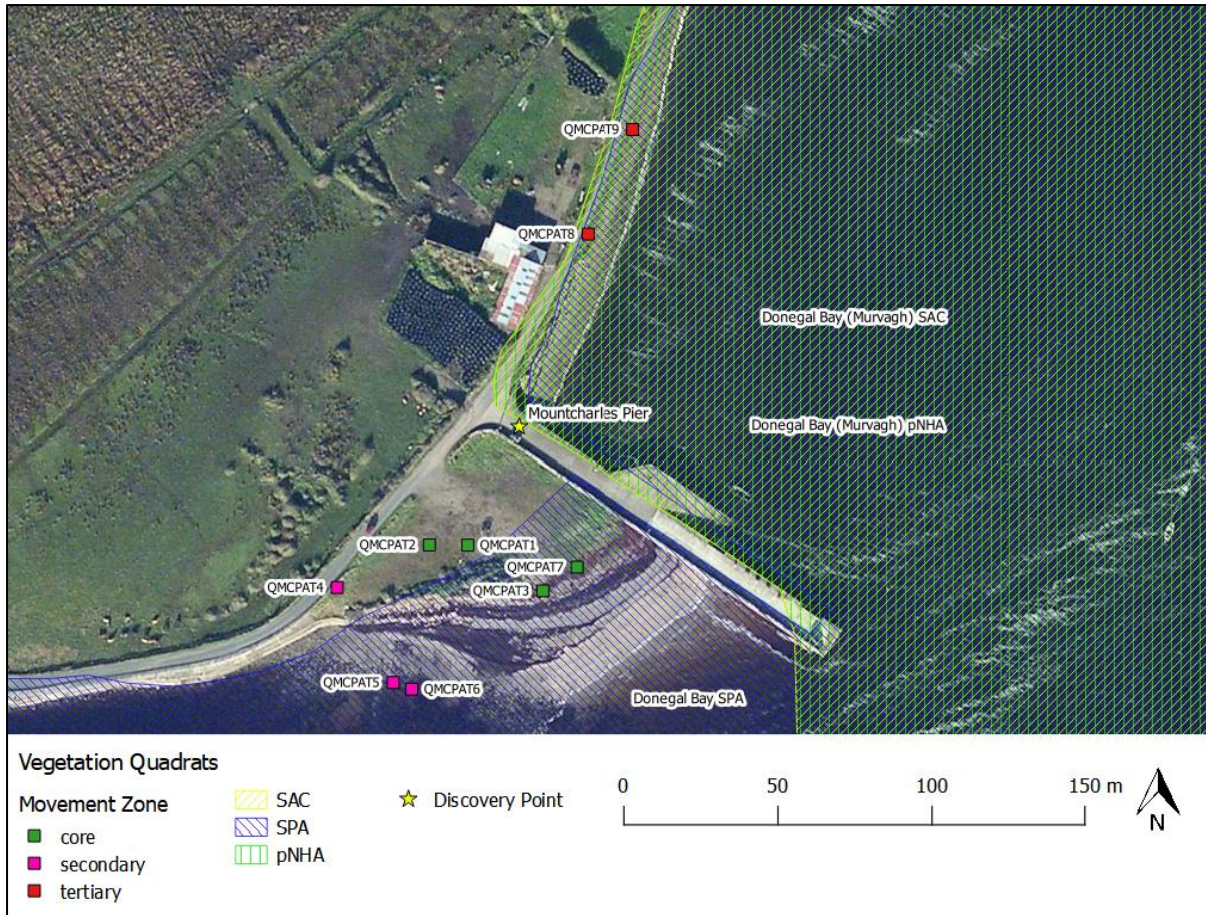 QMCPAT9
QMCPAT8
Donegal Bay (Murvagh) SAC
Mountcharles Pier
Donegal Bay (Murvagh) pNHA
QMCPAT2
QMCPAT1
QMCPAT7
QMCPAT4
QMCPAT3
QMCPAT5
QMCPAT6
Donegal Bay SPA
Vegetation Quadrats
Movement Zone
core
secondary
tertiary
SAC
SPA
pNHA
Discovery Point
0 50 100 150 m
N